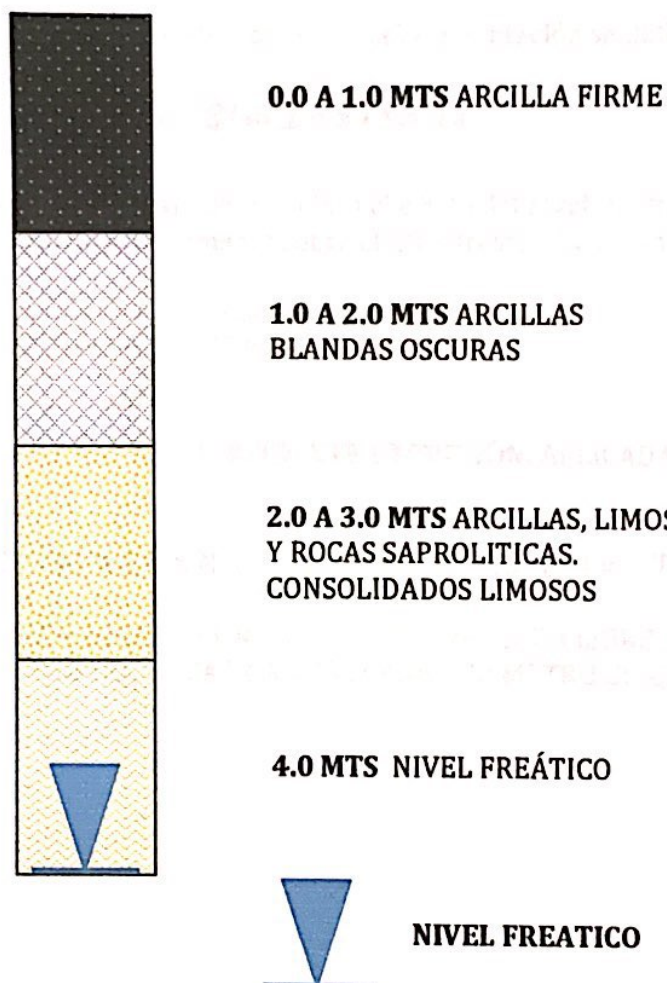 0.0 A 1.0 MTS ARCILLA FIRME
1.0 A 2.0 MTS ARCILLAS
BLANDAS OSCURAS
2.0 A 3.0 MTS ARCILLAS, LIMOS
Y ROCAS SAPROLITICAS.
CONSOLIDADOS LIMOSOS
4.0 MTS NIVEL FREÁTICO
NIVEL FREATICO